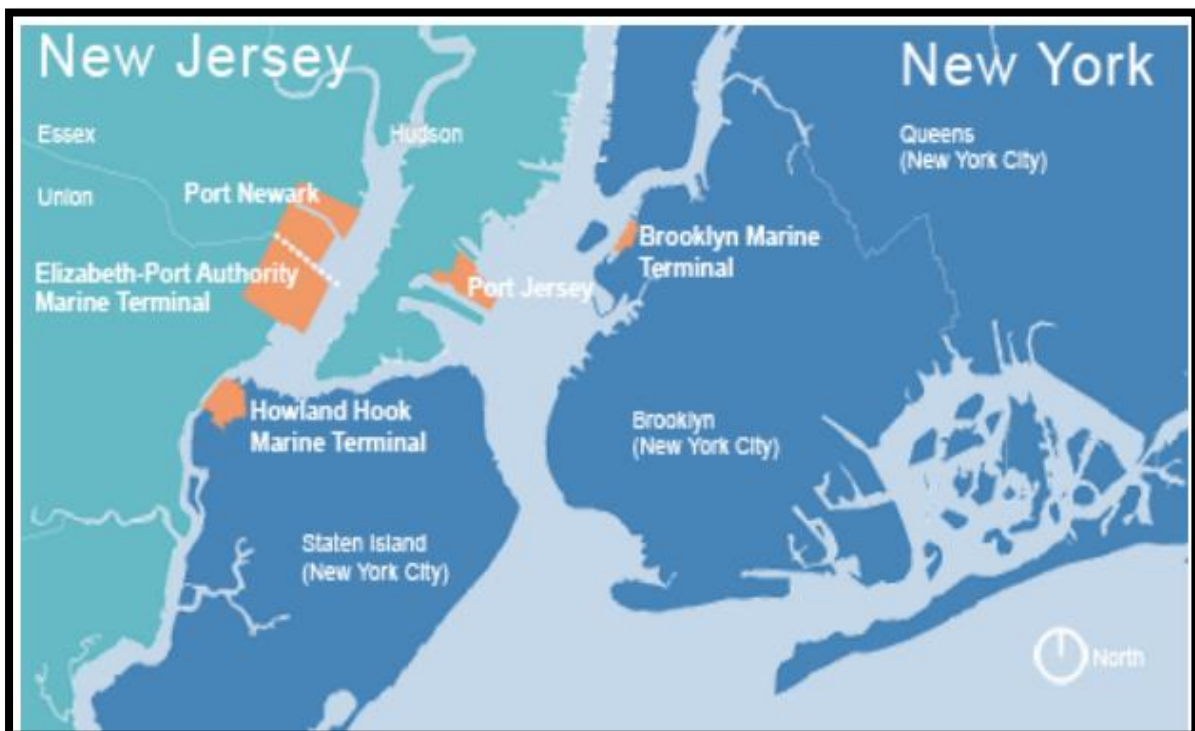 New Jersey
New York
Essex
Hudson
Queens
(New York City)
Union
Port Newark
Brooklyn Marine
Terminal
Elizabeth-Port Authority
Marine Terminal
Port Jersey
Howland Hook
Marine Terminal
Brooklyn
(New York City)
Staten Island
(New York City)
North